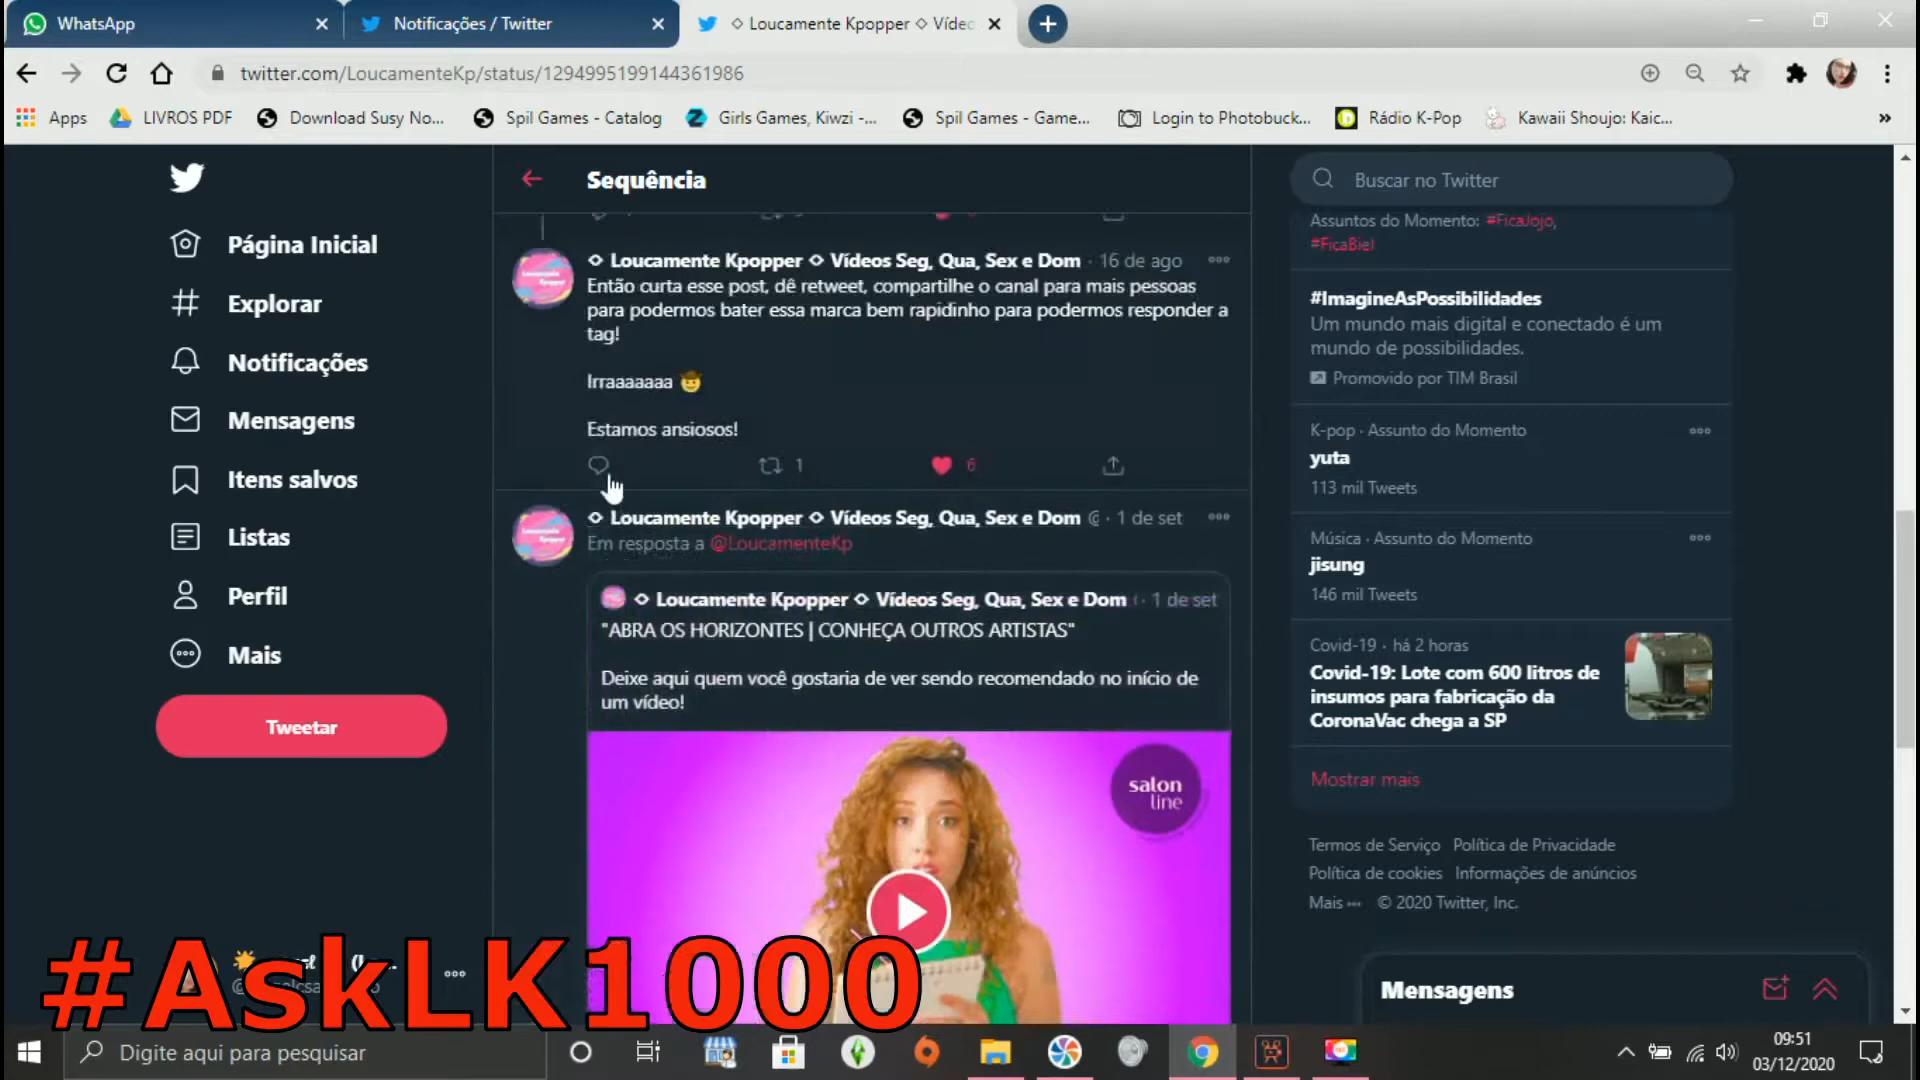 WhatsApp
Notificações / Twitter
◇ Loucamente Kpopper ◇ Víde
twitter.com/LoucamenteKp/status/1294995199144361986
Apps
LIVROS PDF
Download Susy No...
Spil Games - Catalog
Girls Games, Kiwzi -...
Spil Games - Game...
Login to Photobuck...
Rádio K-Pop
Kawaii Shoujo: Kaic...
Página Inicial
Explorar
Notificações
Mensagens
Itens salvos
Listas
Perfil
Mais
Tweetar
Sequência
◇ Loucamente Kpopper ◇ Vídeos Seg, Qua, Sex e Dom · 16 de ago
Então curta esse post, dê retweet, compartilhe o canal para mais pessoas
para podermos bater essa marca bem rapidinho para podermos responder a
tag!
Irraaaaaaa 🤠
Estamos ansiosos!
1
6
◇ Loucamente Kpopper ◇ Vídeos Seg, Qua, Sex e Dom @ · 1 de set
Em resposta a @LoucamenteKp
◇ Loucamente Kpopper ◇ Vídeos Seg, Qua, Sex e Dom · 1 de set
"ABRA OS HORIZONTES | CONHEÇA OUTROS ARTISTAS"
Deixe aqui quem você gostaria de ver sendo recomendado no início de
um vídeo!
salon
line
Buscar no Twitter
Assuntos do Momento: #FicaJojo,
#FicaBiel
#ImagineAsPossibilidades
Um mundo mais digital e conectado é um
mundo de possibilidades.
Promovido por TIM Brasil
K-pop · Assunto do Momento
yuta
113 mil Tweets
Música · Assunto do Momento
jisung
146 mil Tweets
Covid-19 · há 2 horas
Covid-19: Lote com 600 litros de
insumos para fabricação da
CoronaVac chega a SP
Mostrar mais
Termos de Serviço Política de Privacidade
Política de cookies Informações de anúncios
Mais ··· © 2020 Twitter, Inc.
Mensagens
#AskLK1000
Digite aqui para pesquisar
09:51
03/12/2020